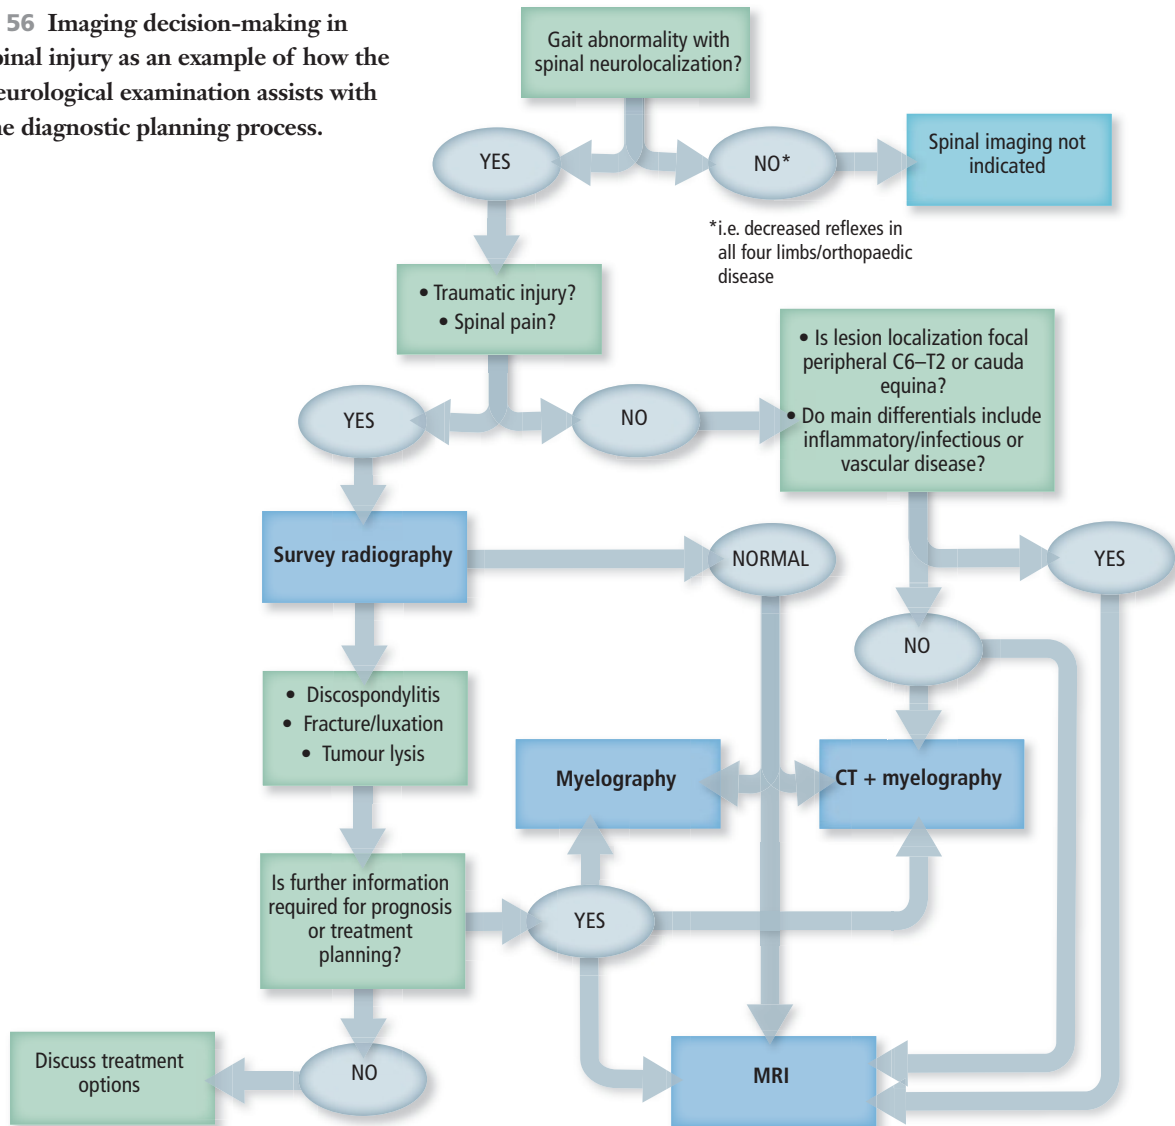 56 Imaging decision-making in
pinal injury as an example of how the
eurological examination assists with
ne diagnostic planning process.
Gait abnormality with
spinal neurolocalization?
YES
NO*
Spinal imaging not
indicated
*i.e. decreased reflexes in
all four limbs/orthopaedic
disease
• Traumatic injury?
• Spinal pain?
• Is lesion localization focal
peripheral C6–T2 or cauda
equina?
• Do main differentials include
inflammatory/infectious or
vascular disease?
YES
NO
Survey radiography
NORMAL
YES
NO
• Discospondylitis
• Fracture/luxation
• Tumour lysis
Myelography
CT + myelography
Is further information
required for prognosis
or treatment
planning?
YES
Discuss treatment
options
NO
MRI